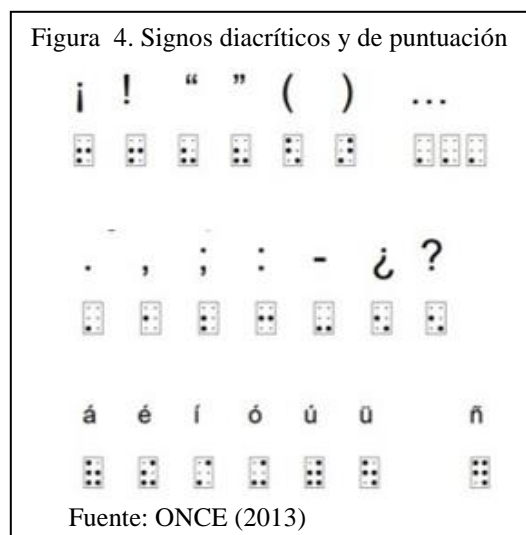 Figura 4. Signos diacríticos y de puntuación
¡ ! “ ” ( ) ...
⠖ ⠖ ⠦ ⠴ ⠣ ⠜ ⠄ ⠄ ⠄
. , ; : - ¿ ?
⠄ ⠂ ⠆ ⠒ ⠤ ⠢ ⠢
á é í ó ú ü ñ
⠷ ⠮ ⠌ ⠬ ⠾ ⠳ ⠻
Fuente: ONCE (2013)